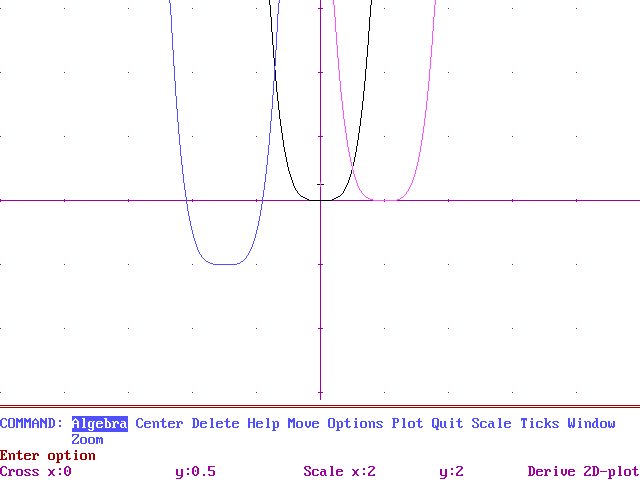 COMMAND: Algebra Center Delete Help Move Options Plot Quit Scale Ticks Window
Zoom
Enter option
Cross x:0 y:0.5 Scale x:2 y:2 Derive 2D-plot